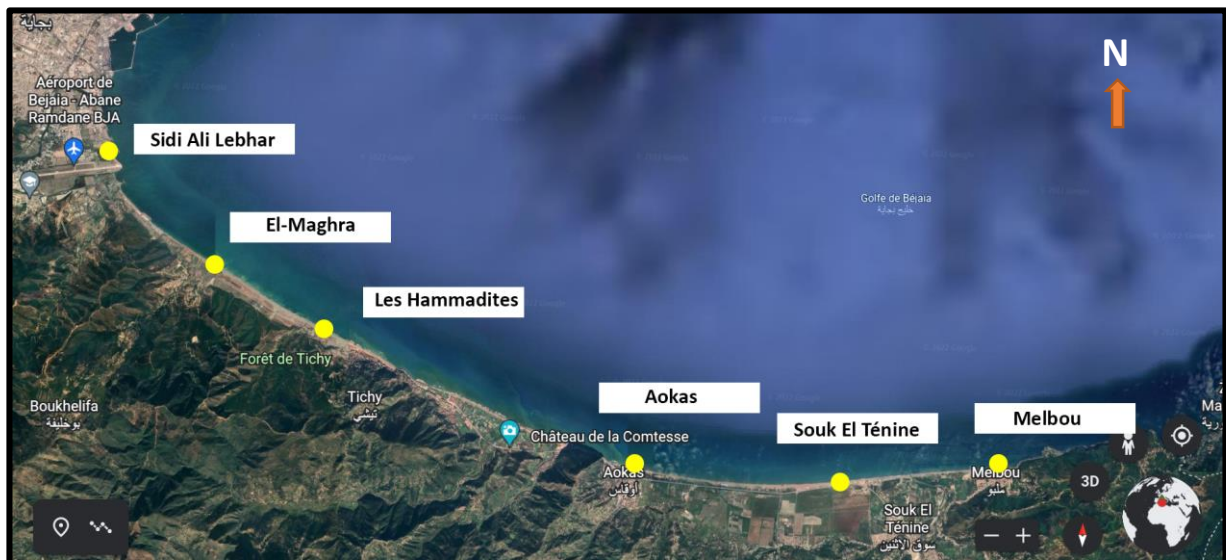 بجاية
N
Aéroport de
Bejaia - Abane
Ramdane BJA
Sidi Ali Lebhar
Golfe de Béjaïa
خليج بجاية
El-Maghra
Les Hammadites
Forêt de Tichy
Boukhelifa
بوخليفة
Tichy
تيشي
Aokas
Château de la Comtesse
Souk El Ténine
Melbou
Aokas
أوقاس
Melbou
ملبو
Souk El
Ténine
سوق الاثنين
3D